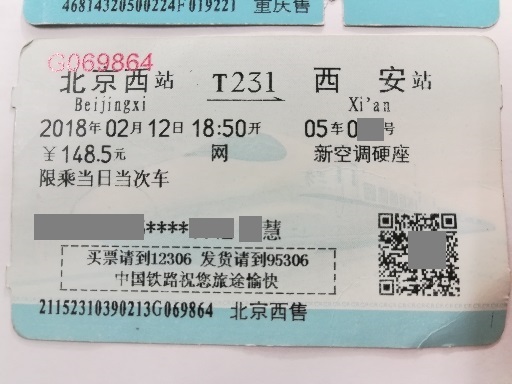 46814320500224F019221 重庆售
G069864
北京西站 T231 西安站
Beijingxi Xi'an
2018年02月12日 18:50开 05车0 号
￥148.5元 网 新空调硬座
限乘当日当次车
**** 慧
买票请到12306 发货请到95306
中国铁路祝您旅途愉快
21152310390213G069864 北京西售